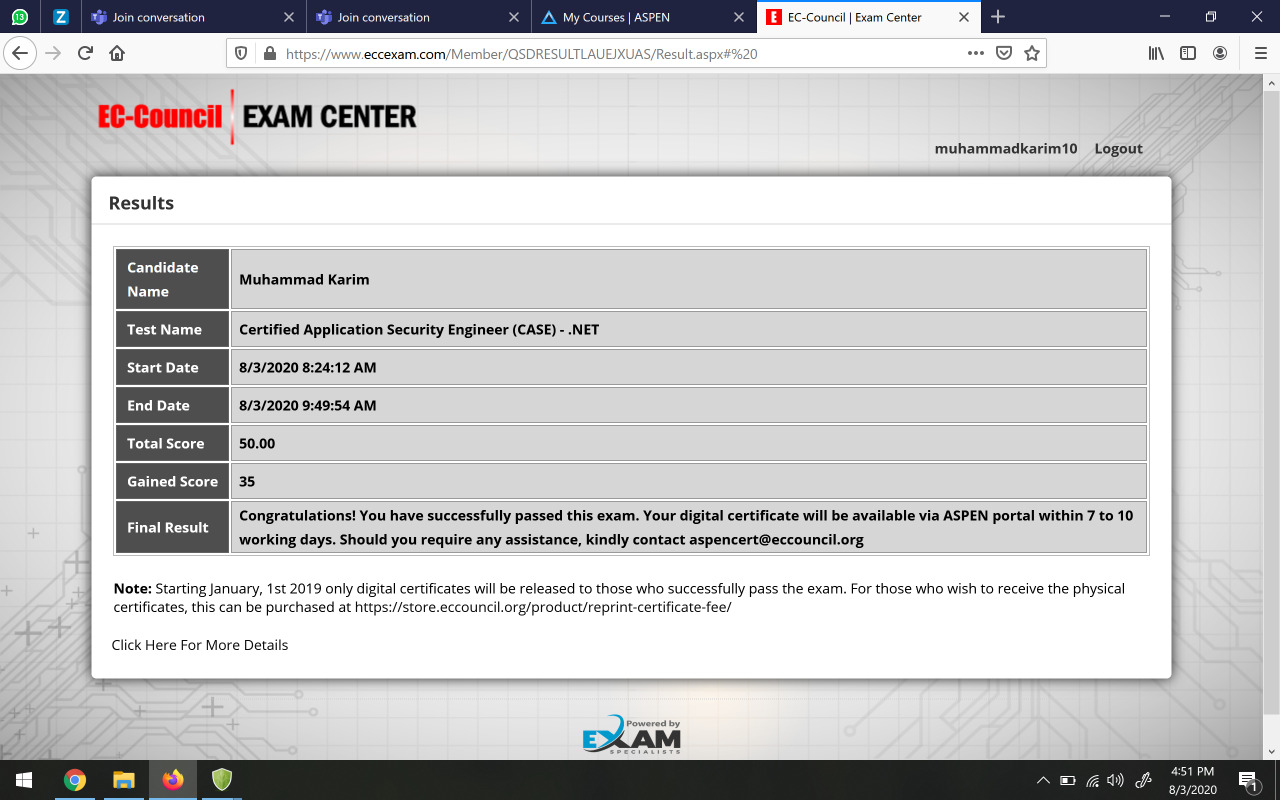 13
Z
Join conversation
Join conversation
My Courses | ASPEN
E
EC-Council | Exam Center
https://www.eccexam.com/Member/QSDRESULTLAUEJXUAS/Result.aspx#%20
EC-Council EXAM CENTER
muhammadkarim10 Logout
Results
Candidate
Name
Muhammad Karim
Test Name Certified Application Security Engineer (CASE) - .NET
Start Date 8/3/2020 8:24:12 AM
End Date 8/3/2020 9:49:54 AM
Total Score 50.00
Gained Score 35
Final Result
Congratulations! You have successfully passed this exam. Your digital certificate will be available via ASPEN portal within 7 to 10
working days. Should you require any assistance, kindly contact aspencert@eccouncil.org
Note: Starting January, 1st 2019 only digital certificates will be released to those who successfully pass the exam. For those who wish to receive the physical
certificates, this can be purchased at https://store.eccouncil.org/product/reprint-certificate-fee/
Click Here For More Details
Powered by
EXAM
SPECIALISTS
4:51 PM
8/3/2020
1